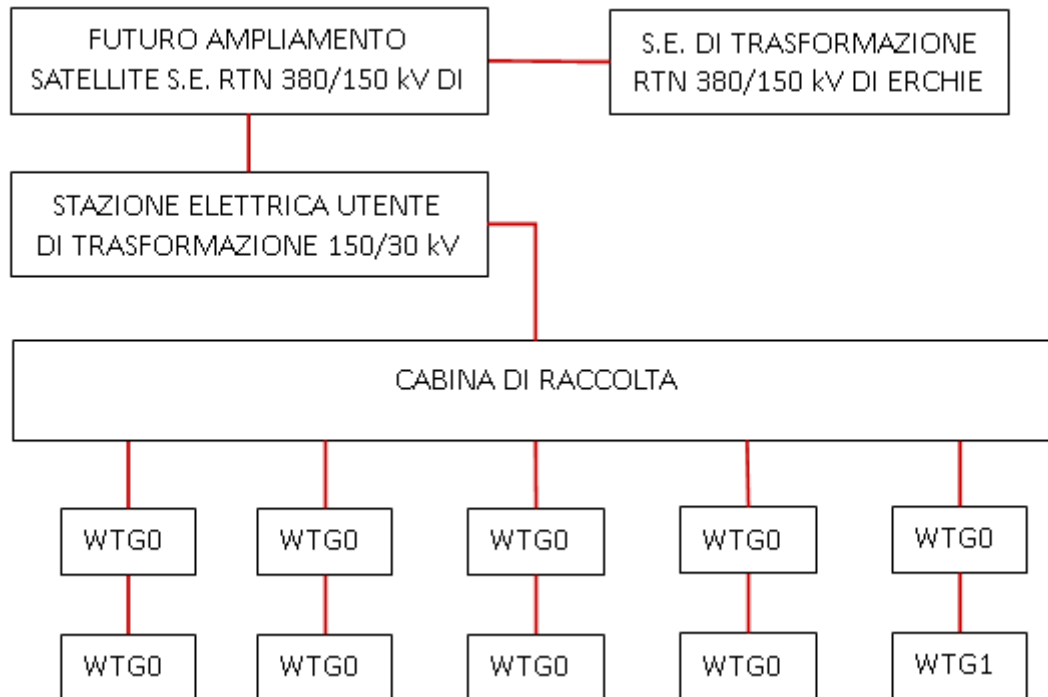 FUTURO AMPLIAMENTO
SATELLITE S.E. RTN 380/150 kV DI
S.E. DI TRASFORMAZIONE
RTN 380/150 kV DI ERCHIE
STAZIONE ELETTRICA UTENTE
DI TRASFORMAZIONE 150/30 kV
CABINA DI RACCOLTA
WTG0
WTG0
WTG0
WTG0
WTG0
WTG0
WTG0
WTG0
WTG0
WTG1